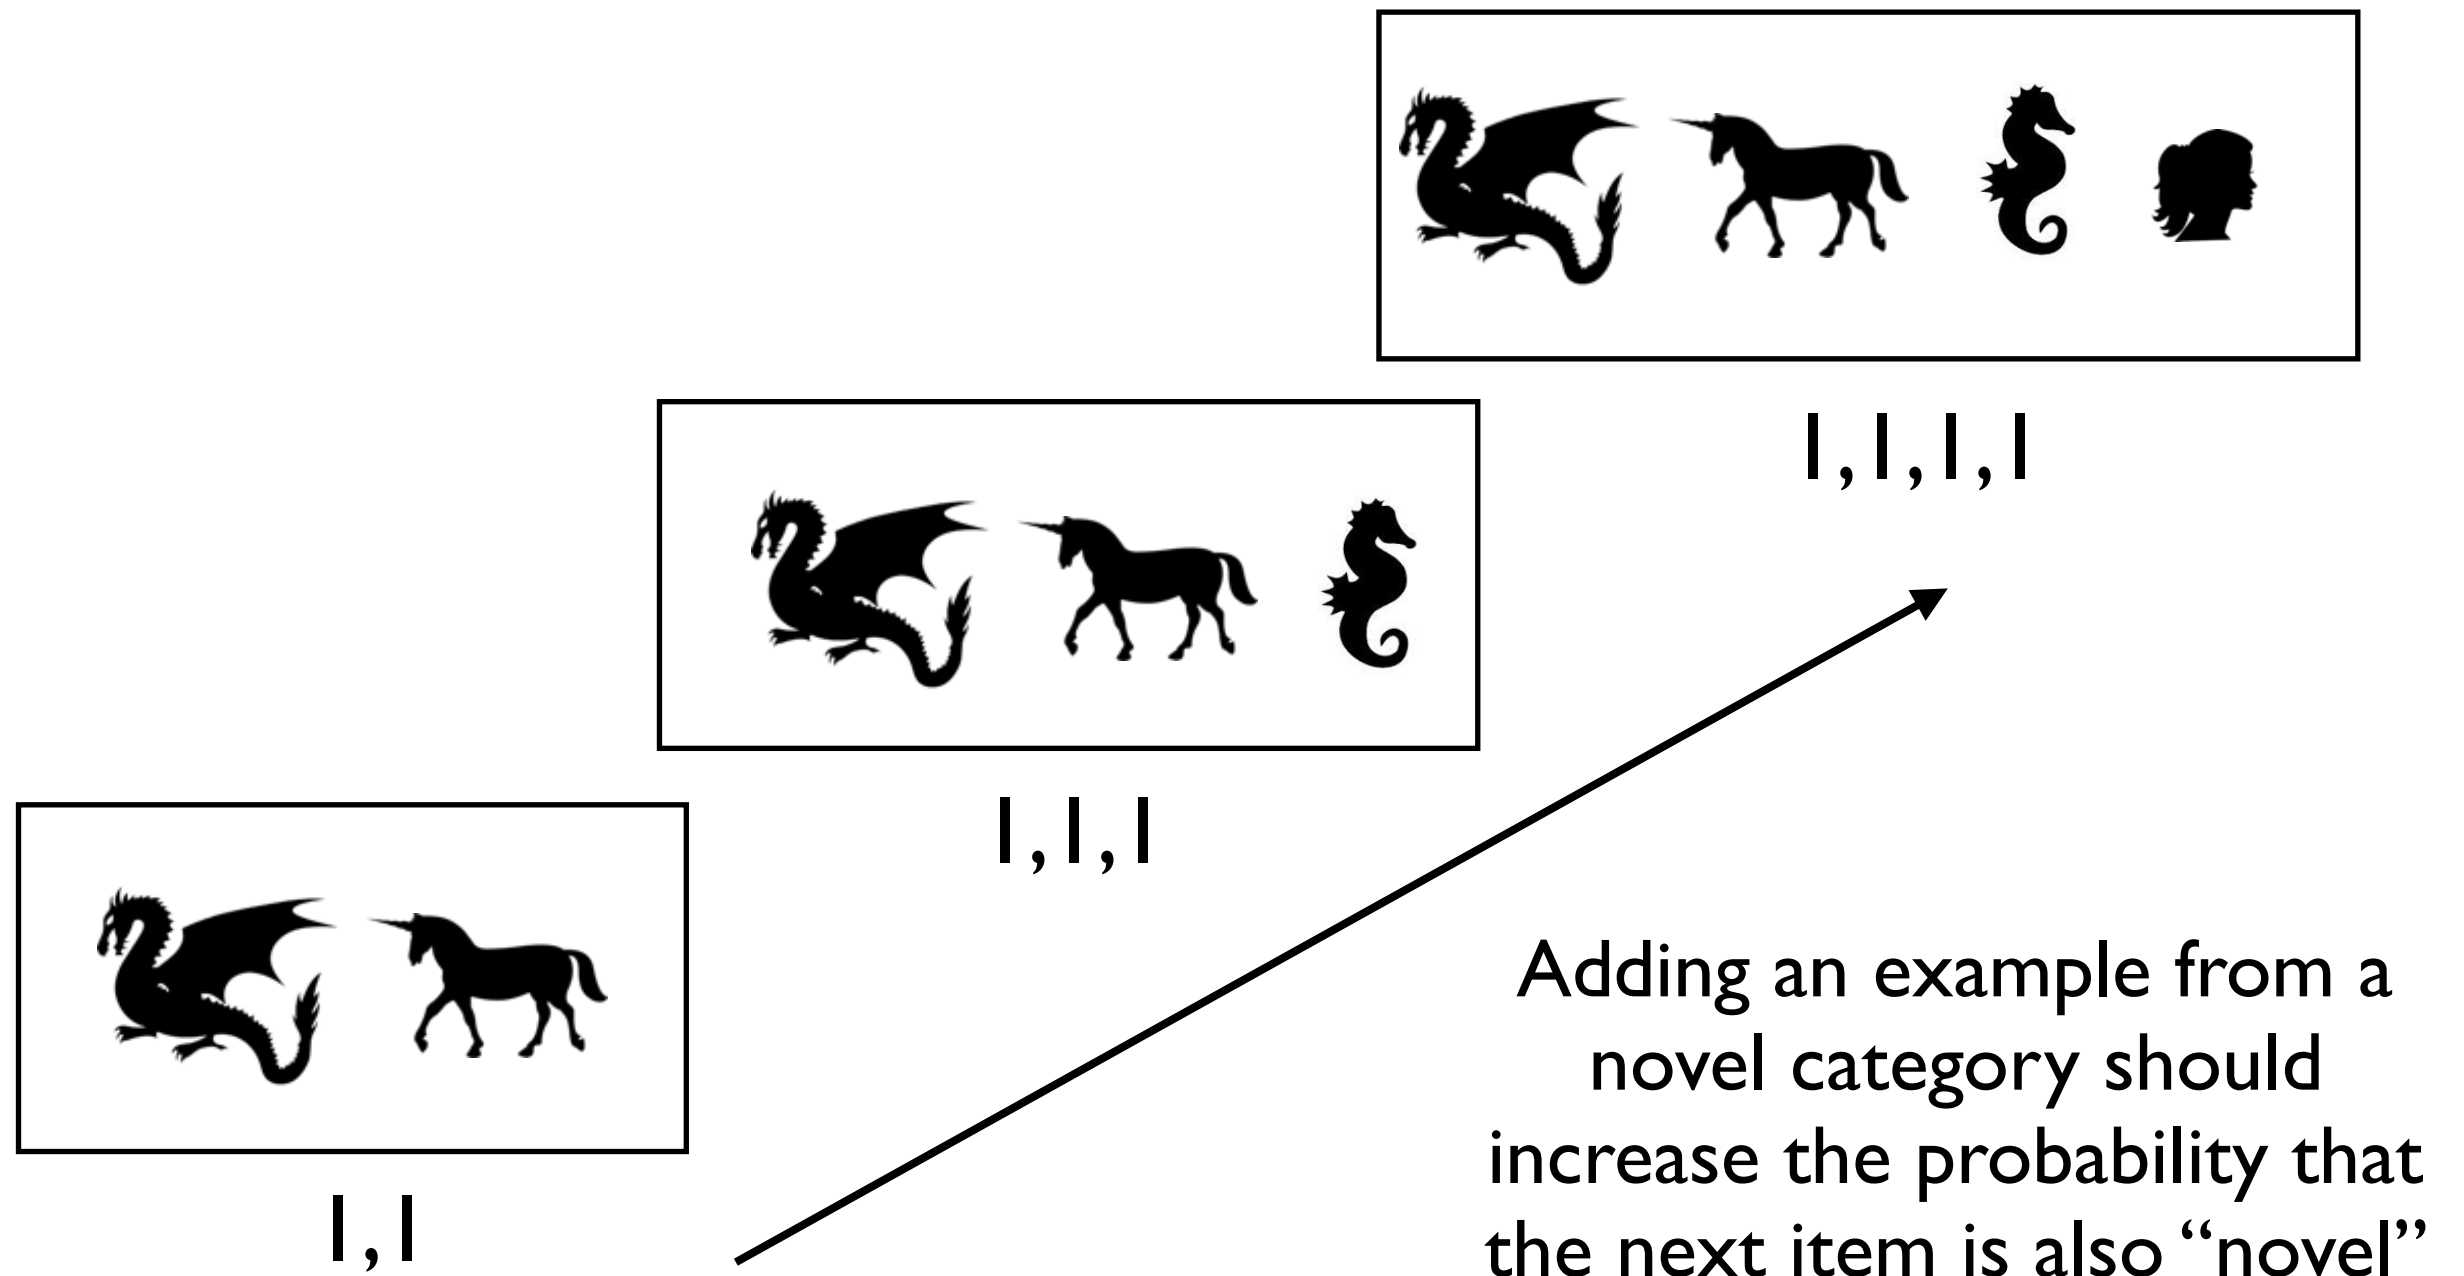 1,1,1,1
1,1,1
1,1
Adding an example from a
novel category should
increase the probability that
the next item is also “novel”